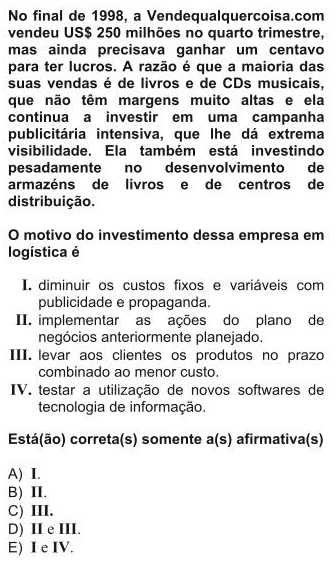 No final de 1998, a Vendequalquercoisa.com
vendeu US$ 250 milhões no quarto trimestre,
mas ainda precisava ganhar um centavo
para ter lucros. A razão é que a maioria das
suas vendas é de livros e de CDs musicais,
que não têm margens muito altas e ela
continua a investir em uma campanha
publicitária intensiva, que lhe dá extrema
visibilidade. Ela também está investindo
pesadamente no desenvolvimento de
armazéns de livros e de centros de
distribuição.
O motivo do investimento dessa empresa em
logística é
I. diminuir os custos fixos e variáveis com
publicidade e propaganda.
II. implementar as ações do plano de
negócios anteriormente planejado.
III. levar aos clientes os produtos no prazo
combinado ao menor custo.
IV. testar a utilização de novos softwares de
tecnologia de informação.
Está(ão) correta(s) somente a(s) afirmativa(s)
A) I.
B) II.
C) III.
D) II e III.
E) I e IV.